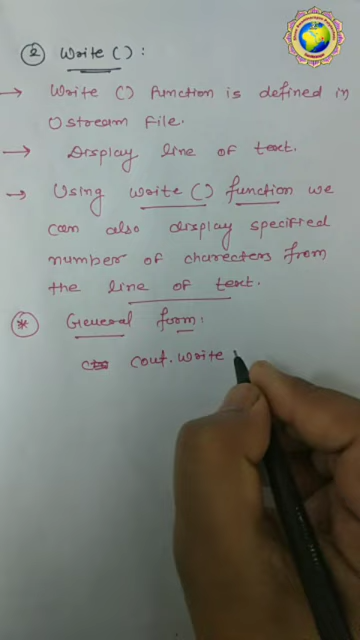 ② Write () :
→ Write () function is defined in
Ostream file.
→ Display line of text.
→ Using write () function we
can also display specified
number of charecters from
the line of text.
* General form:
cout. write